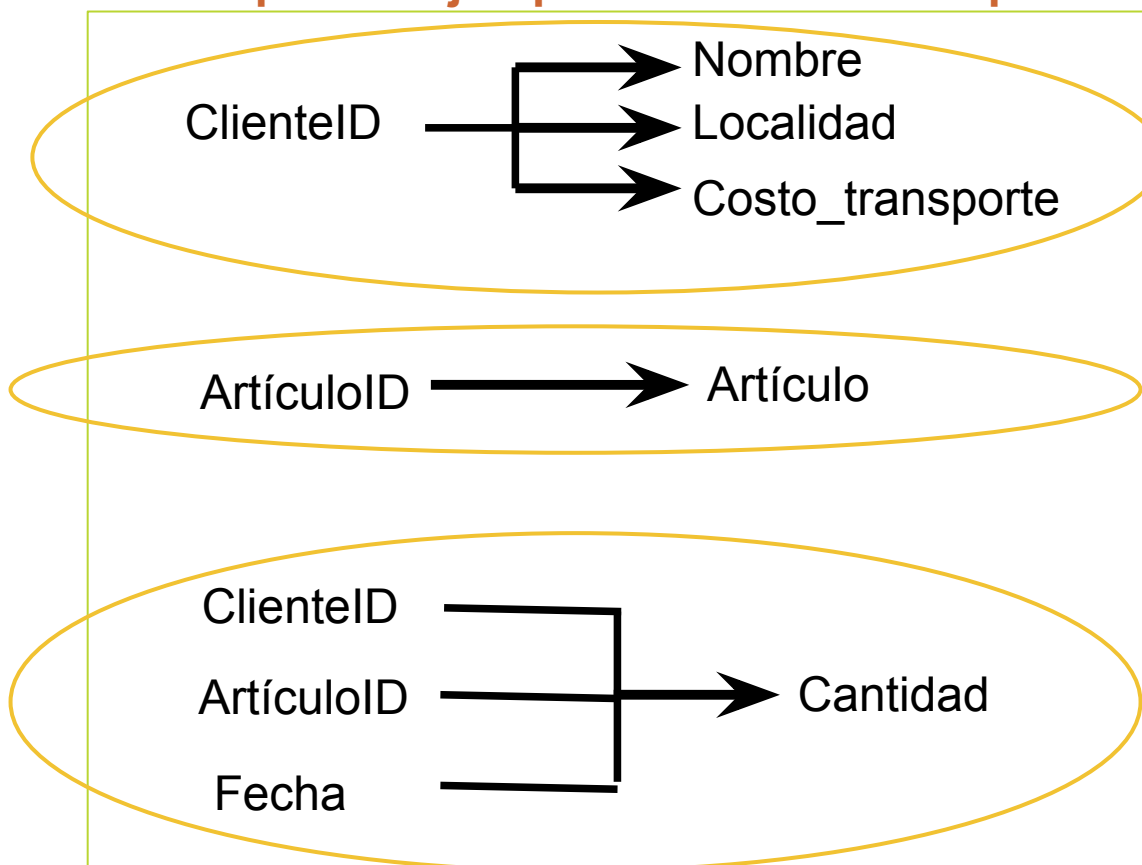 Nombre
ClienteID
Localidad
Costo_transporte
ArtículoID
Artículo
ClienteID
ArtículoID
Cantidad
Fecha